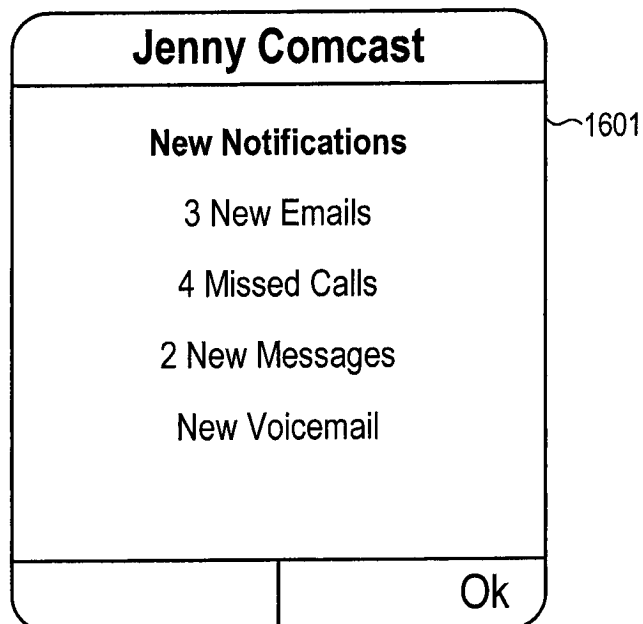 Jenny Comcast
1601
New Notifications
3 New Emails
4 Missed Calls
2 New Messages
New Voicemail
Ok